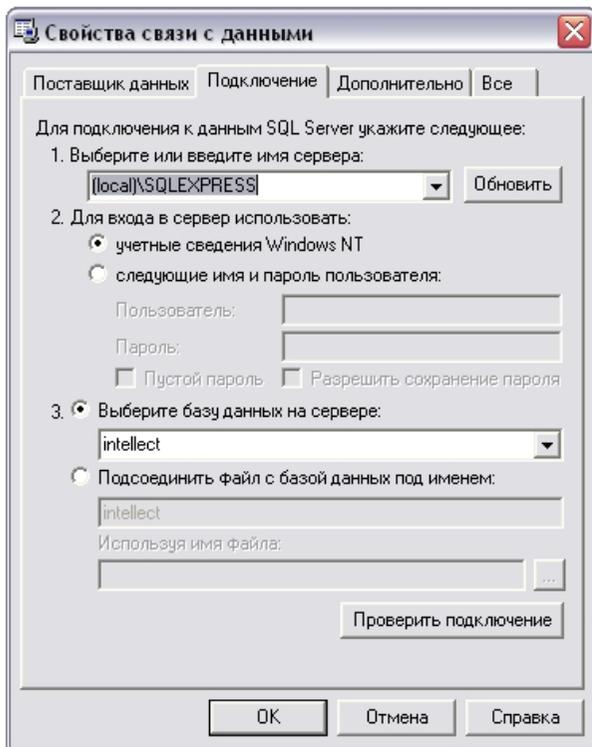 Свойства связи с данными
Поставщик данных Подключение Дополнительно Все
Для подключения к данным SQL Server укажите следующее:
1. Выберите или введите имя сервера:
(local)\SQLEXPRESS Обновить
2. Для входа в сервер использовать:
учетные сведения Windows NT
следующие имя и пароль пользователя:
Пользователь:
Пароль:
Пустой пароль Разрешить сохранение пароля
3. Выберите базу данных на сервере:
intellect
Подсоединить файл с базой данных под именем:
intellect
Используя имя файла:
...
Проверить подключение
OK Отмена Справка